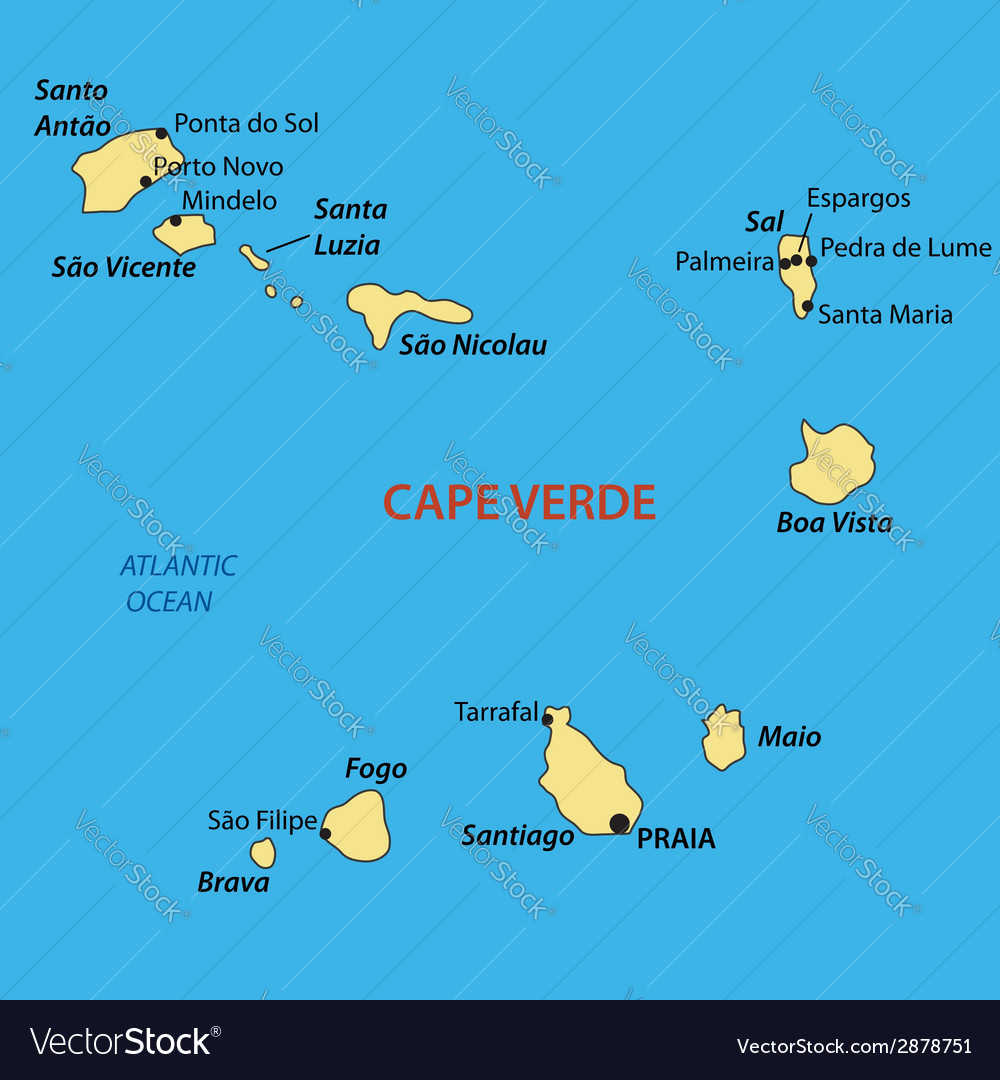 Santo
Antão
Ponta do Sol
Porto Novo
Mindelo
São Vicente
Santa
Luzia
São Nicolau
Espargos
Sal
Palmeira
Pedra de Lume
Santa Maria
Boa Vista
CAPE VERDE
ATLANTIC
OCEAN
Tarrafal
Maio
Fogo
São Filipe
Santiago
PRAIA
Brava
VectorStock®
VectorStock.com/2878751